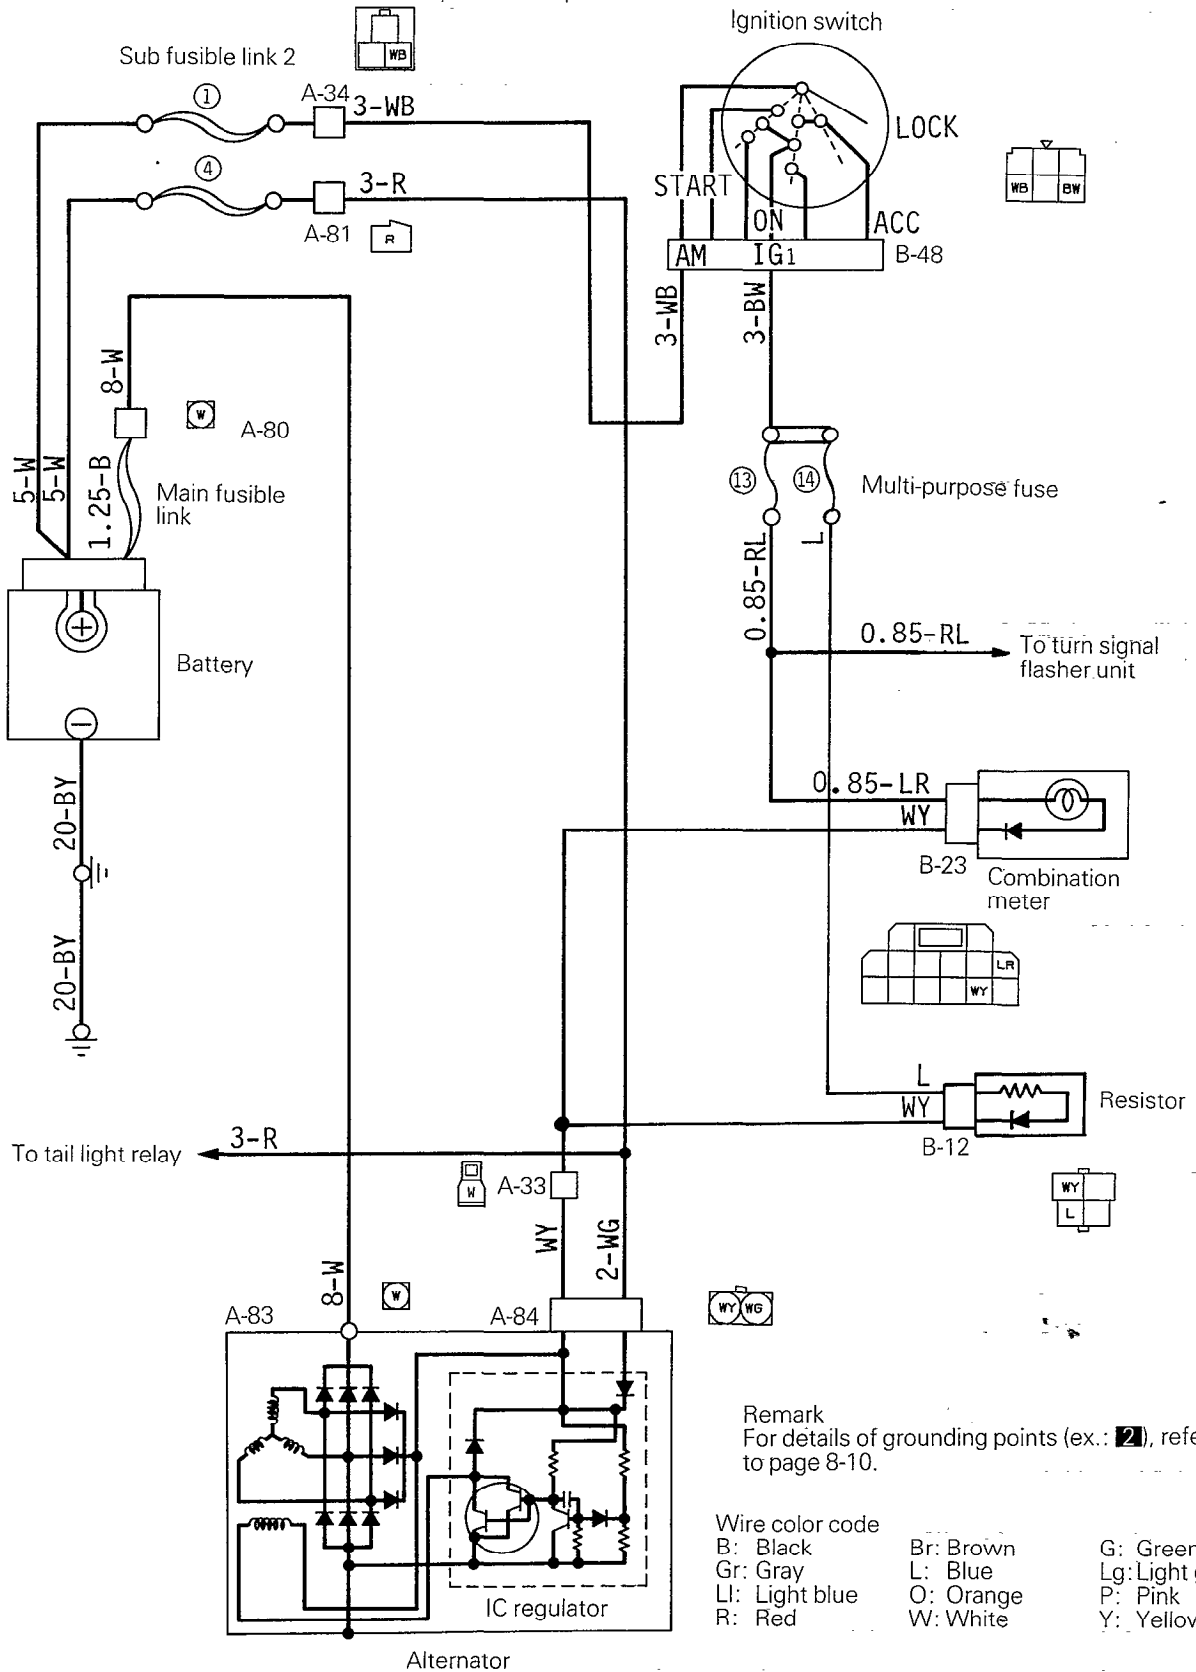 Ignition switch
WB
Sub fusible link 2
1
A-34
3-WB
LOCK
4
3-R
START
WB
BW
A-81
R
ON
ACC
AM
IG1
B-48
3-WB
3-BW
8-W
W
A-80
5-W
5-W
1.25-B
Main fusible
link
13
14
Multi-purpose fuse
0.85-RL
L
+
Battery
0.85-RL
To turn signal
flasher unit
−
20-BY
0.85-LR
WY
B-23
Combination
meter
20-BY
LR
WY
L
WY
Resistor
B-12
To tail light relay
3-R
W
A-33
WY
L
WY
2-WG
8-W
W
A-83
A-84
WY
WG
Remark
For details of grounding points (ex.: 2), refe
to page 8-10.
Wire color code
B: Black
Br: Brown
G: Green
Gr: Gray
L: Blue
Lg: Light g
Ll: Light blue
O: Orange
P: Pink
R: Red
W: White
Y: Yellow
IC regulator
Alternator